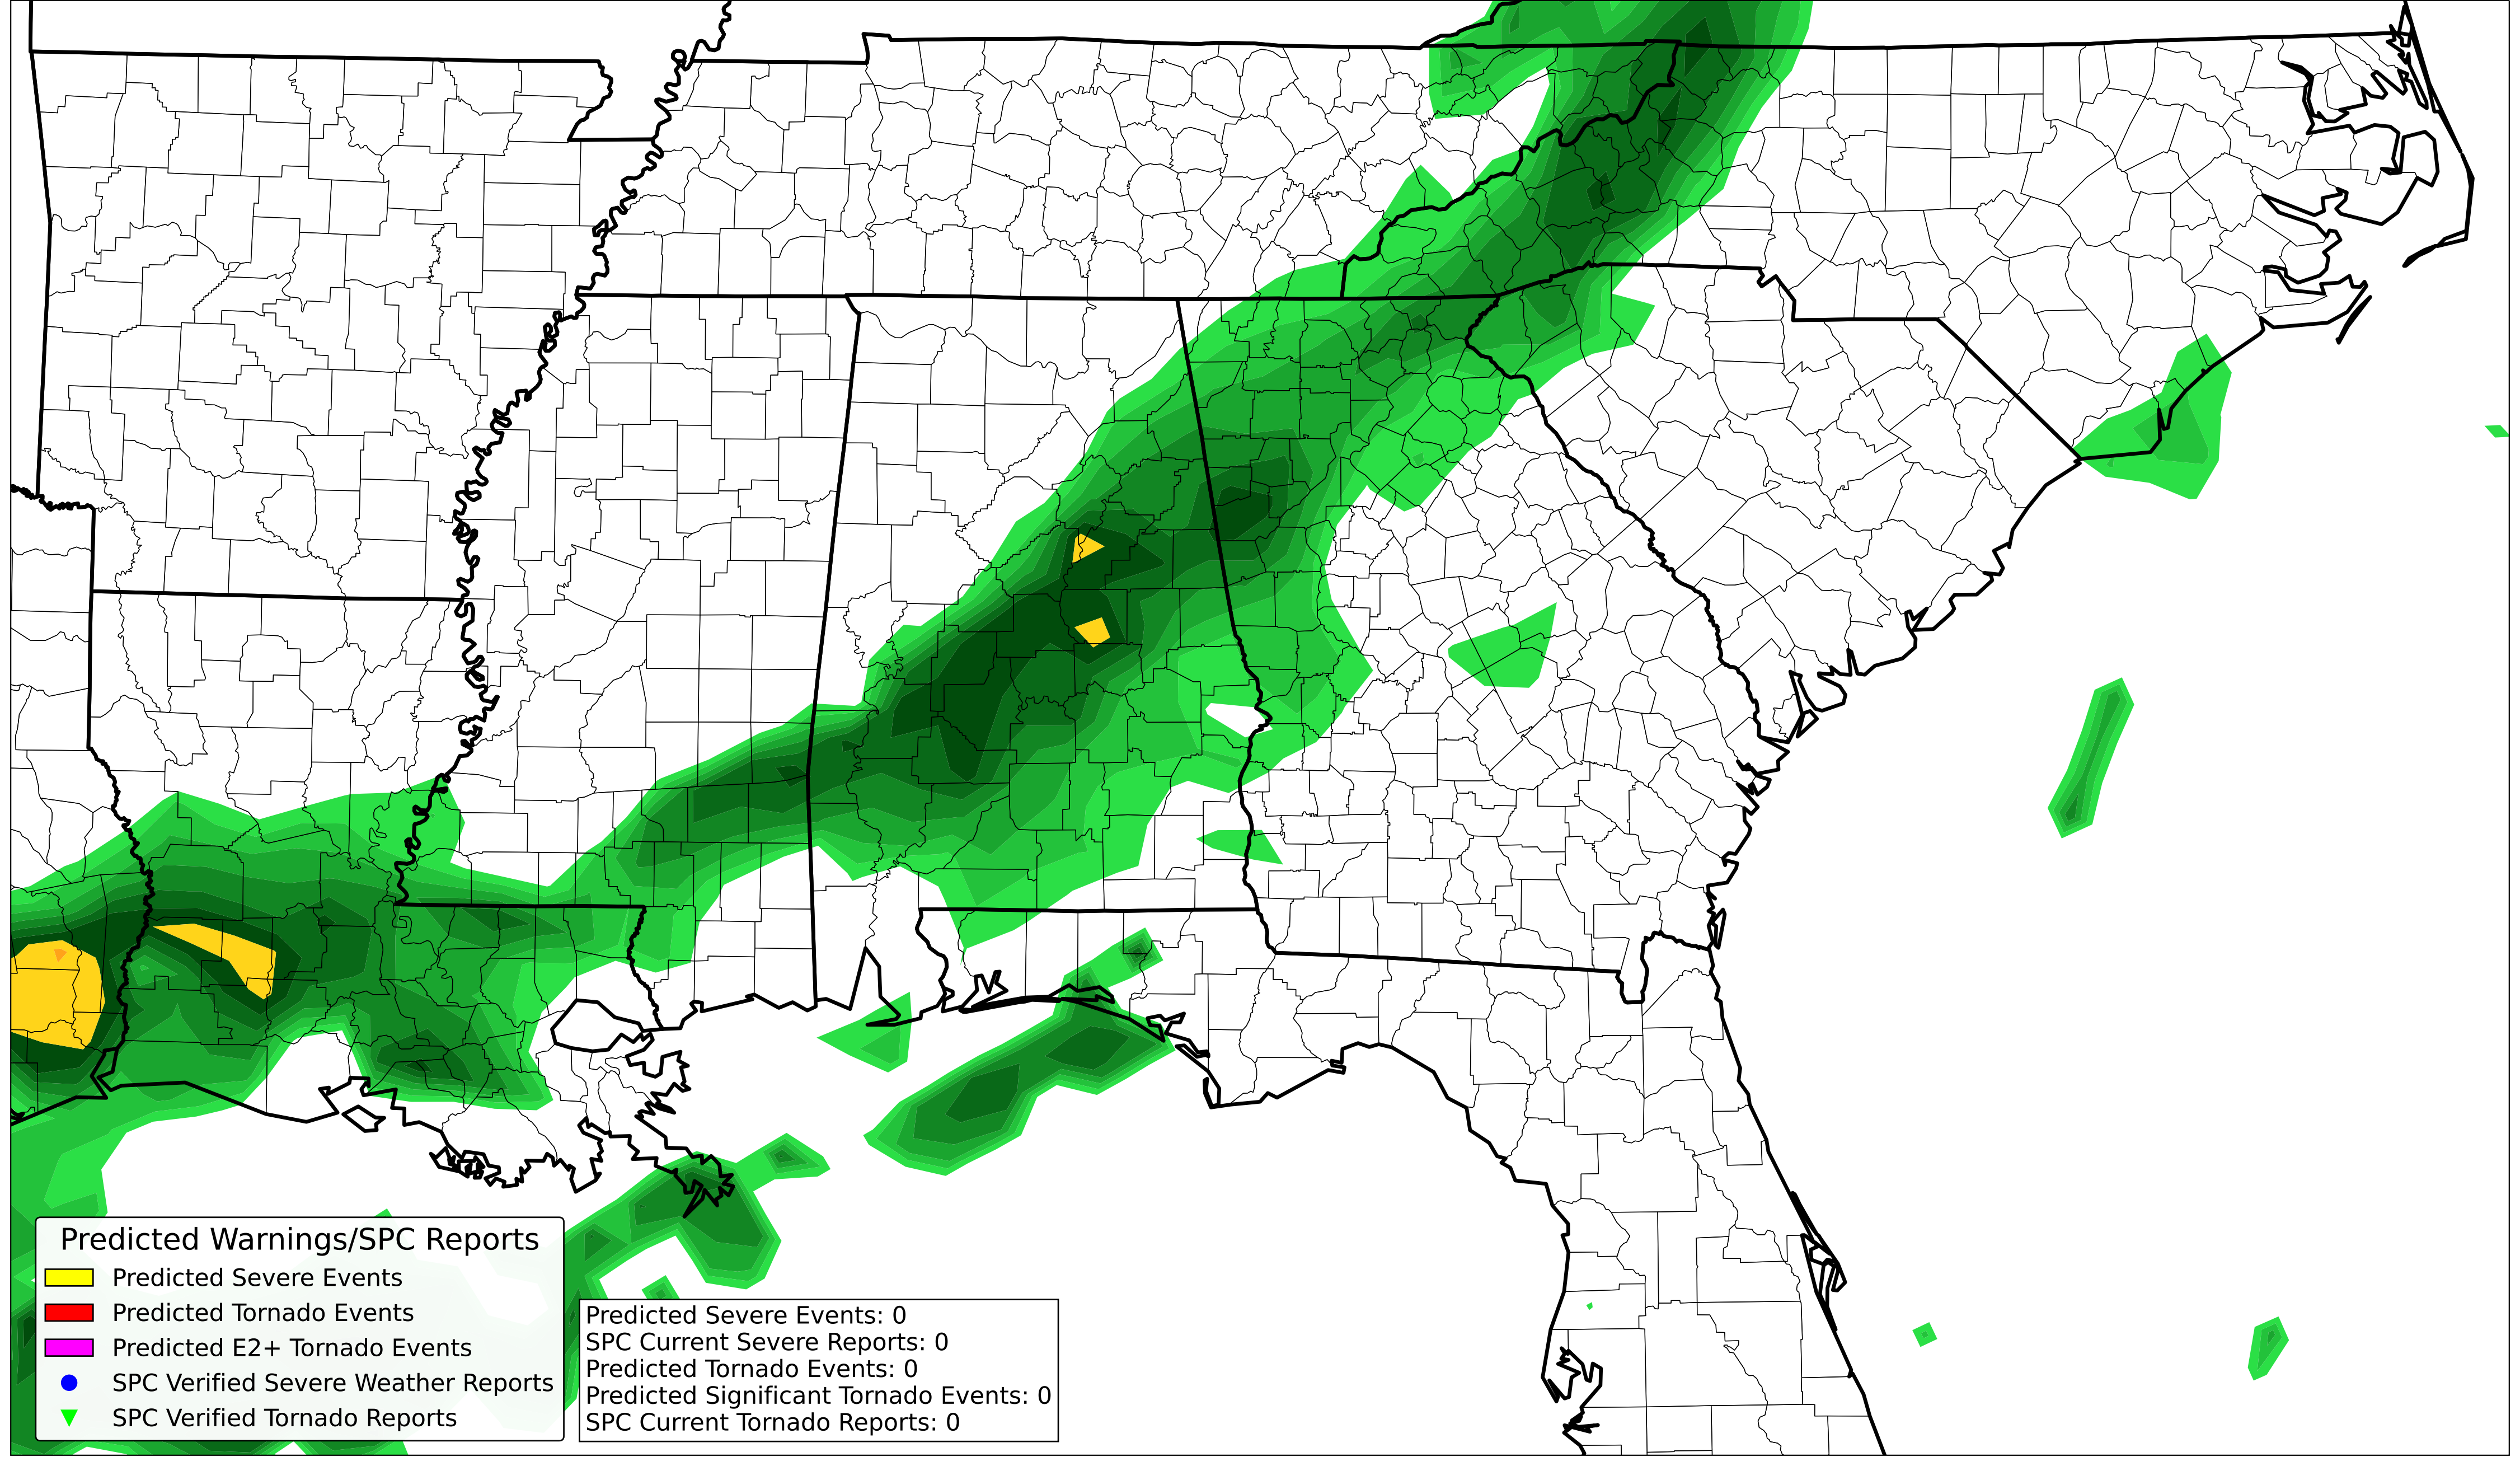 Predicted Warnings/SPC Reports
Predicted Severe Events
Predicted Tornado Events
Predicted E2+ Tornado Events
SPC Verified Severe Weather Reports
SPC Verified Tornado Reports
Predicted Severe Events: 0
SPC Current Severe Reports: 0
Predicted Tornado Events: 0
Predicted Significant Tornado Events: 0
SPC Current Tornado Reports: 0